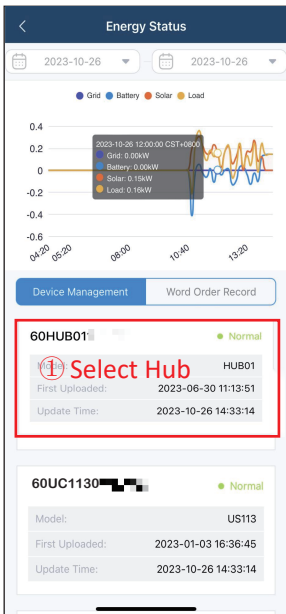 Energy Status
2023-10-26 2023-10-26
Grid Battery Solar Load
0.4
0.2
0
-0.2
-0.4
-0.6
2023-10-26 12:00:00 CST+0800
Grid: 0.00kW
Battery: 0.00kW
Solar: 0.15kW
Load: 0.16kW
04:20 05:20 08:00 10:40 13:20
Device Management Word Order Record
60HUB01 Normal
Model: HUB01
① Select Hub
First Uploaded: 2023-06-30 11:13:51
Update Time: 2023-10-26 14:33:14
60UC1130 Normal
Model: US113
First Uploaded: 2023-01-03 16:36:45
Update Time: 2023-10-26 14:33:14